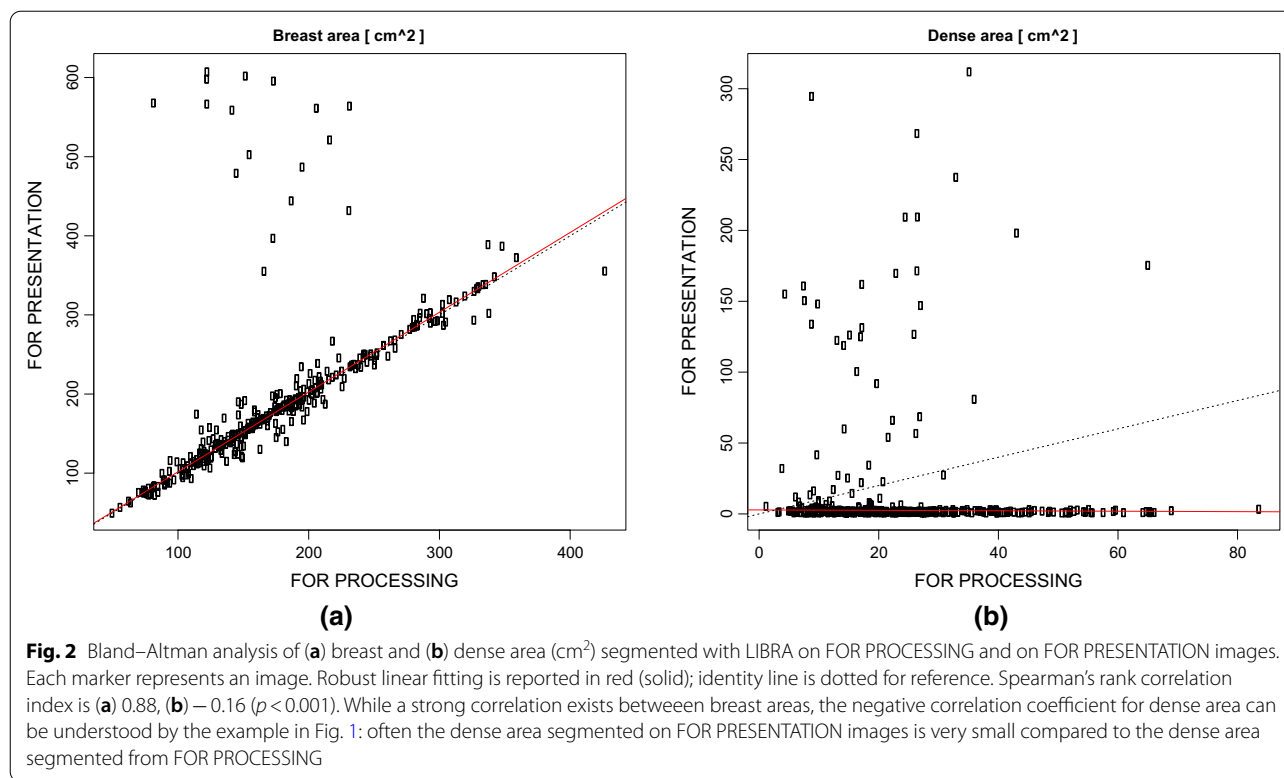 Breast area [ cm^2 ]
600
500
400
300
200
100
FOR PRESENTATION
100 200 300 400
FOR PROCESSING
(a)
Dense area [ cm^2 ]
300
250
200
150
100
50
0
FOR PRESENTATION
0 20 40 60 80
FOR PROCESSING
(b)
Fig. 2 Bland–Altman analysis of (a) breast and (b) dense area (cm²) segmented with LIBRA on FOR PROCESSING and on FOR PRESENTATION images.
Each marker represents an image. Robust linear fitting is reported in red (solid); identity line is dotted for reference. Spearman's rank correlation
index is (a) 0.88, (b) − 0.16 (p < 0.001). While a strong correlation exists betweeen breast areas, the negative correlation coefficient for dense area can
be understood by the example in Fig. 1: often the dense area segmented on FOR PRESENTATION images is very small compared to the dense area
segmented from FOR PROCESSING